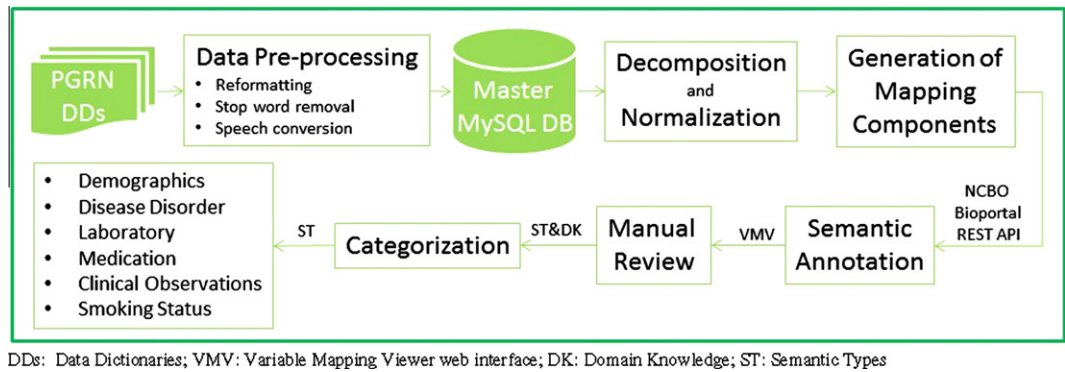 PGRN
DDs
Data Pre-processing
• Reformatting
• Stop word removal
• Speech conversion
Master
MySQL DB
Decomposition
and
Normalization
Generation of
Mapping
Components
NCBO
Bioportal
REST API
Semantic
Annotation
VMV
Manual
Review
ST&DK
Categorization
ST
• Demographics
• Disease Disorder
• Laboratory
• Medication
• Clinical Observations
• Smoking Status
DDs: Data Dictionaries; VMV: Variable Mapping Viewer web interface; DK: Domain Knowledge; ST: Semantic Types